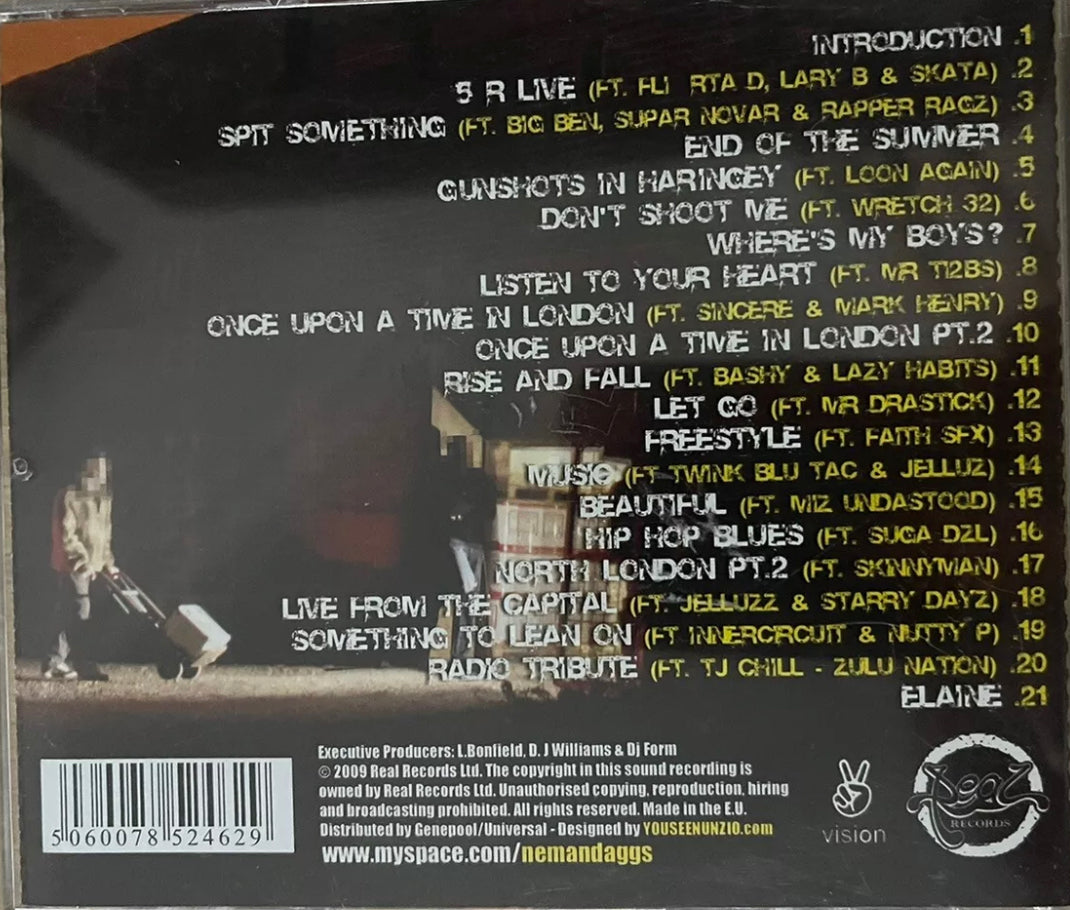 INTRODUCTION .1
5 R LIVE (FT. FLI RTA D, LARY B & SKATA) .2
SPIT SOMETHING (FT. BIG BEN, SUPAR NOVAR & RAPPER RAGZ) .3
END OF THE SUMMER .4
GUNSHOTS IN HARINGEY (FT. LOON AGAIN) .5
DON'T SHOOT ME (FT. WRETCH 32) .6
WHERE'S MY BOYS? .7
LISTEN TO YOUR HEART (FT. MR TI2BS) .8
ONCE UPON A TIME IN LONDON (FT. SINCERE & MARK HENRY) .9
ONCE UPON A TIME IN LONDON PT.2 .10
RISE AND FALL (FT. BASHY & LAZY HABITS) .11
LET GO (FT. MR DRASTICK) .12
FREESTYLE (FT. FAITH SFX) .13
MUSIC (FT TWINK BLU TAC & JELLUZ) .14
BEAUTIFUL (FT. MIZ UNDASTOOD) .15
HIP HOP BLUES (FT. SUGA DZL) .16
NORTH LONDON PT.2 (FT. SKINNYMAN) .17
LIVE FROM THE CAPITAL (FT. JELLUZZ & STARRY DAYZ) .18
SOMETHING TO LEAN ON (FT INNERCIRCUIT & NUTTY P) .19
RADIO TRIBUTE (FT. TJ CHILL - ZULU NATION) .20
ELAINE .21
Executive Producers: L.Bonfield, D. J Williams & Dj Form
© 2009 Real Records Ltd. The copyright in this sound recording is
owned by Real Records Ltd. Unauthorised copying, reproduction, hiring
and broadcasting prohibited. All rights reserved. Made in the E.U.
Distributed by Genepool/Universal - Designed by YOUSEENUNZIO.com
www.myspace.com/nemandaggs
5 060078 524629
vision
Real
RECORDS